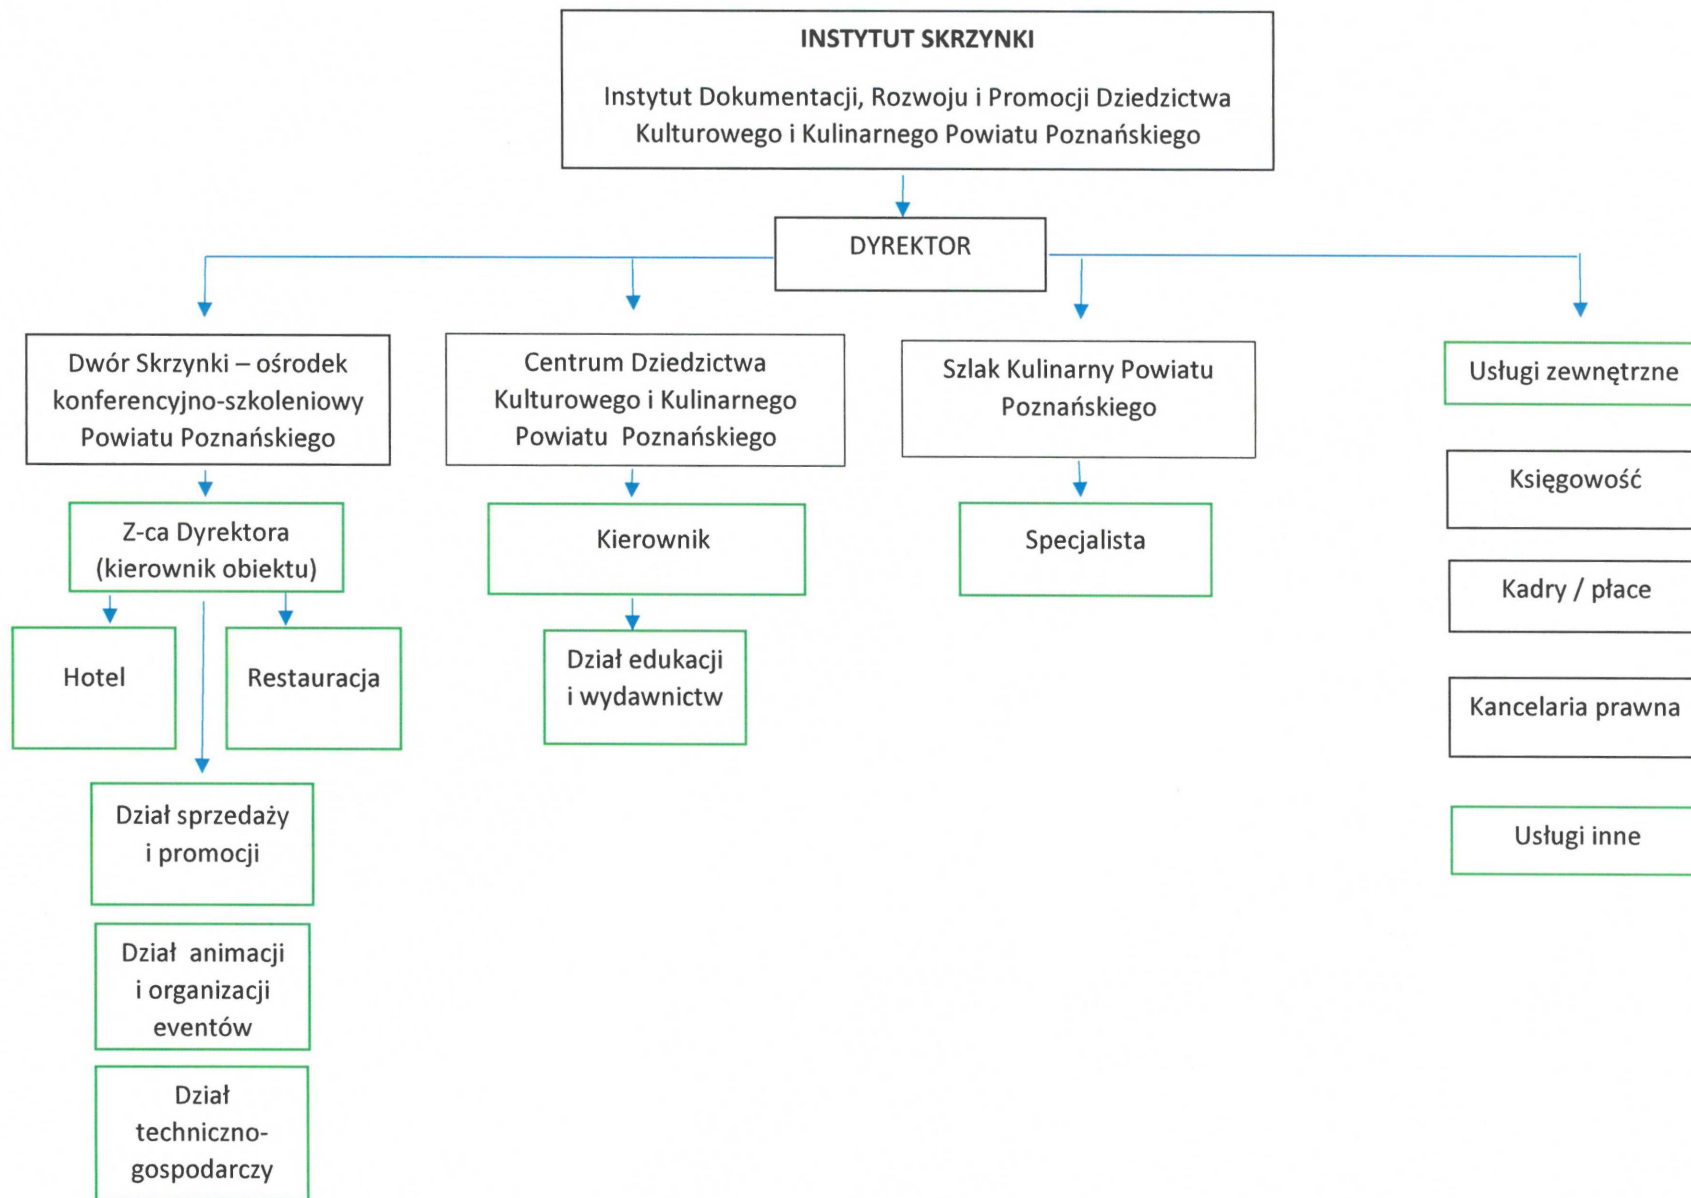 INSTYTUT SKRZYNKI
Instytut Dokumentacji, Rozwoju i Promocji Dziedzictwa
Kulturowego i Kulinarnego Powiatu Poznańskiego
DYREKTOR
Dwór Skrzynki – ośrodek
konferencyjno-szkoleniowy
Powiatu Poznańskiego
Centrum Dziedzictwa
Kulturowego i Kulinarnego
Powiatu Poznańskiego
Szlak Kulinarny Powiatu
Poznańskiego
Usługi zewnętrzne
Z-ca Dyrektora
(kierownik obiektu)
Kierownik
Specjalista
Księgowość
Kadry / płace
Hotel
Restauracja
Dział edukacji
i wydawnictw
Kancelaria prawna
Dział sprzedaży
i promocji
Usługi inne
Dział animacji
i organizacji
eventów
Dział
techniczno-
gospodarczy